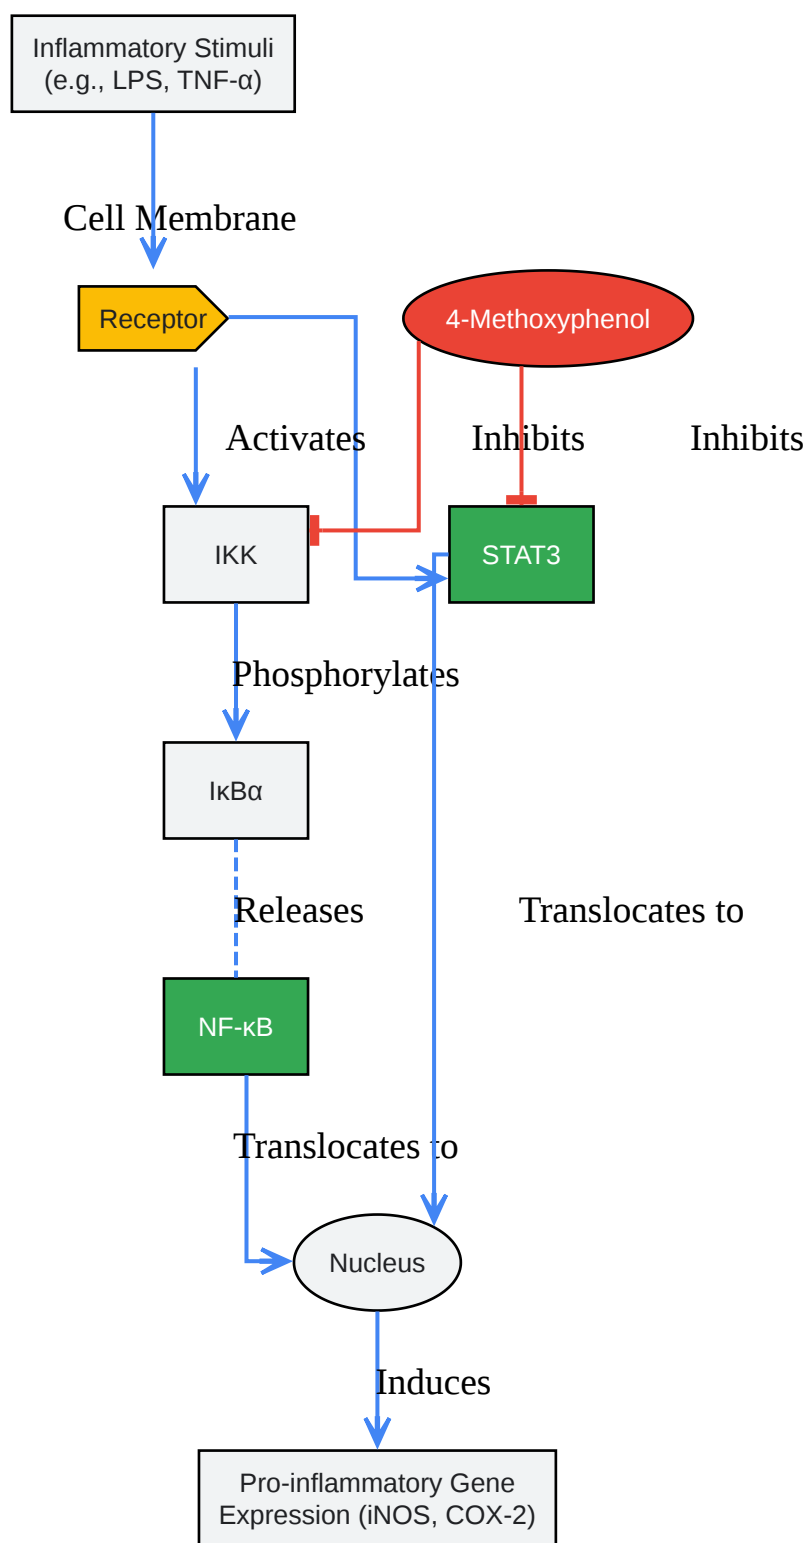 Inflammatory Stimuli
(e.g., LPS, TNF-α)
Cell Membrane
Receptor
4-Methoxyphenol
Activates
Inhibits
Inhibits
IKK
STAT3
Phosphorylates
IκBα
Releases
Translocates to
NF-κB
Translocates to
Nucleus
Induces
Pro-inflammatory Gene
Expression (iNOS, COX-2)